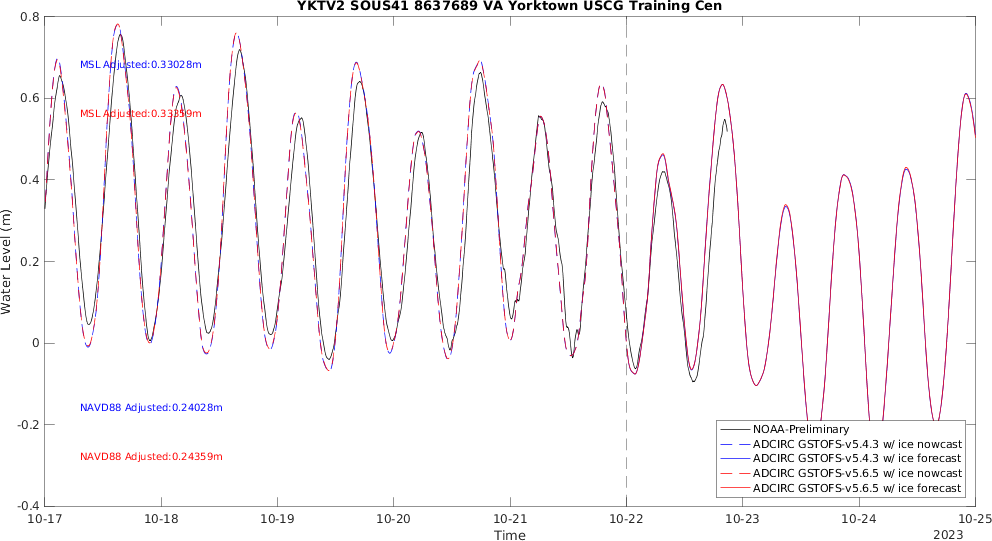 YKTV2 SOUS41 8637689 VA Yorktown USCG Training Cen
0.8
0.6
0.4
0.2
0
-0.2
-0.4
Water Level (m)
MSL Adjusted:0.33028m
MSL Adjusted:0.33359m
NAVD88 Adjusted:0.24028m
NAVD88 Adjusted:0.24359m
NOAA-Preliminary
ADCIRC GSTOFS-v5.4.3 w/ ice nowcast
ADCIRC GSTOFS-v5.4.3 w/ ice forecast
ADCIRC GSTOFS-v5.6.5 w/ ice nowcast
ADCIRC GSTOFS-v5.6.5 w/ ice forecast
10-17 10-18 10-19 10-20 10-21 10-22 10-23 10-24 10-25
Time
2023